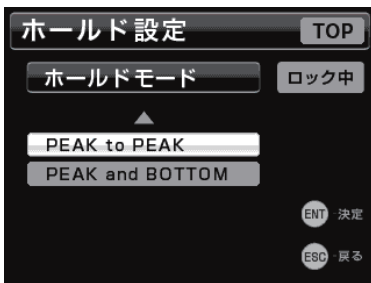 ホールド設定 TOP
ホールドモード ロック中
PEAK to PEAK
PEAK and BOTTOM
ENT 決定
ESC 戻る